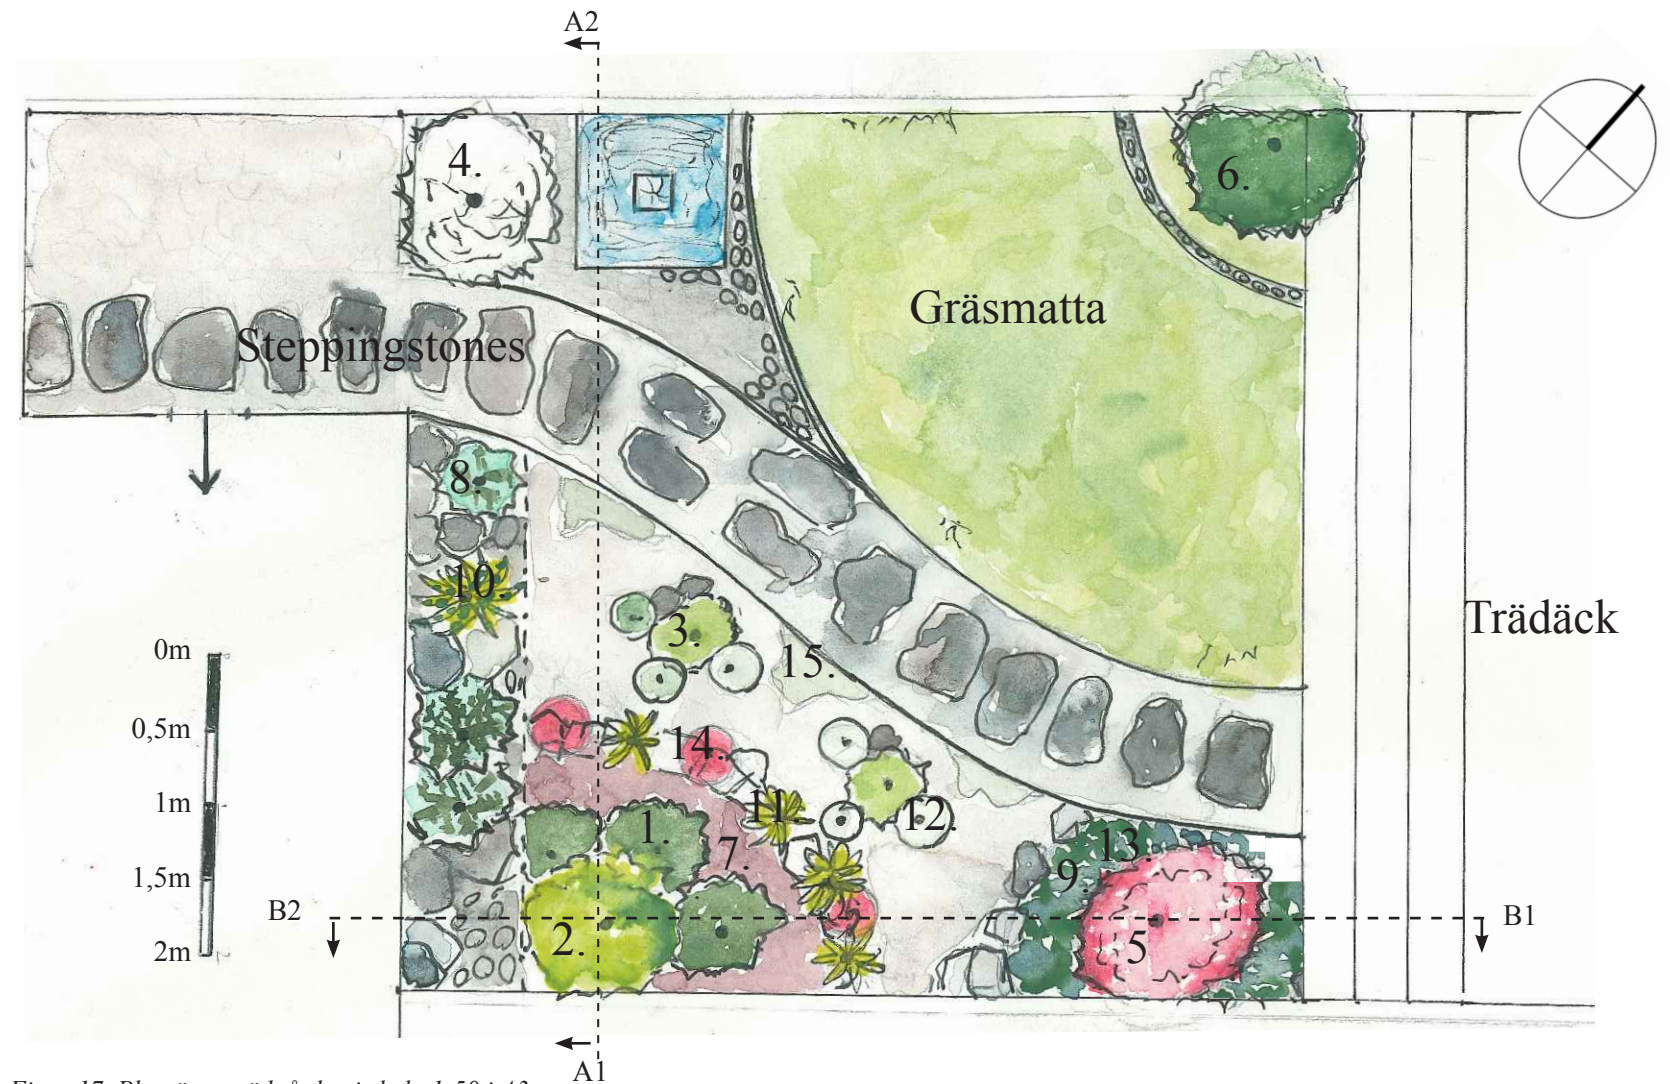 A2
4.
6.
Gräsmatta
Steppingstones
8.
10.
3.
15.
Trädäck
0m
0,5m
1m
1,5m
2m
14.
11.
12.
1.
7.
13.
9.
B2
B1
2.
5
A1